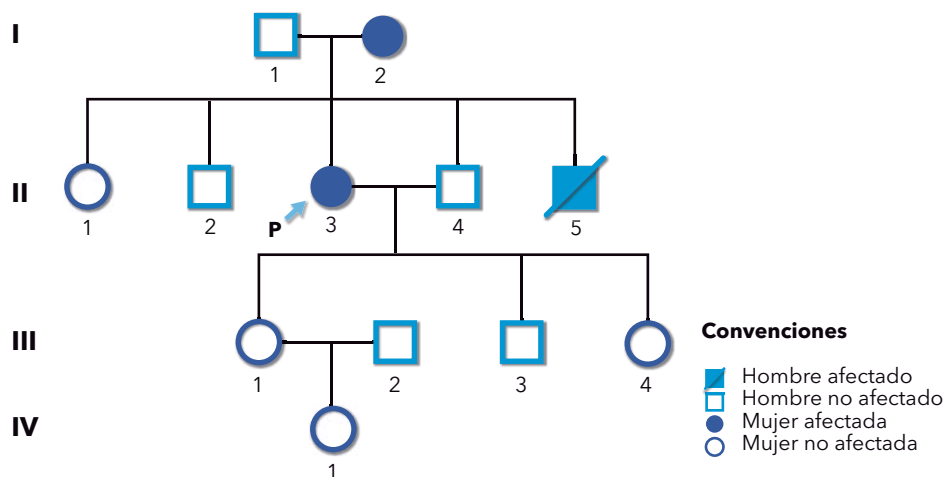 I
1 2
II
1 2 P 3 4 5
III
1 2 3 4
IV
1
Convenciones
Hombre afectado
Hombre no afectado
Mujer afectada
Mujer no afectada